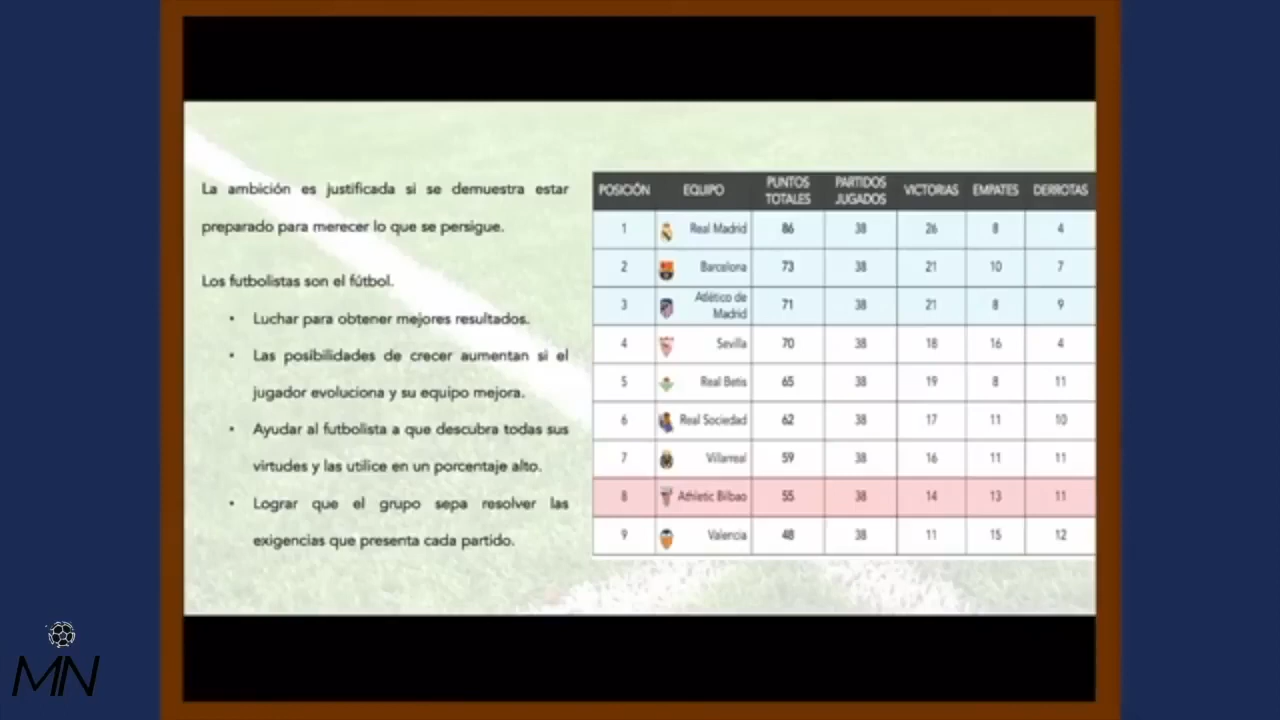 La ambición es justificada si se demuestra estar
preparado para merecer lo que se persigue.
Los futbolistas son el fútbol.
• Luchar para obtener mejores resultados.
• Las posibilidades de crecer aumentan si el
jugador evoluciona y su equipo mejora.
• Ayudar al futbolista a que descubra todas sus
virtudes y las utilice en un porcentaje alto.
• Lograr que el grupo sepa resolver las
exigencias que presenta cada partido.
POSICIÓN EQUIPO PUNTOS TOTALES PARTIDOS JUGADOS VICTORIAS EMPATES DERROTAS
1 Real Madrid 86 38 26 8 4
2 Barcelona 73 38 21 10 7
3 Atlético de Madrid 71 38 21 8 9
4 Sevilla 70 38 18 16 4
5 Real Betis 65 38 19 8 11
6 Real Sociedad 62 38 17 11 10
7 Villarreal 59 38 16 11 11
8 Athletic Bilbao 55 38 14 13 11
9 Valencia 48 38 11 15 12
MN